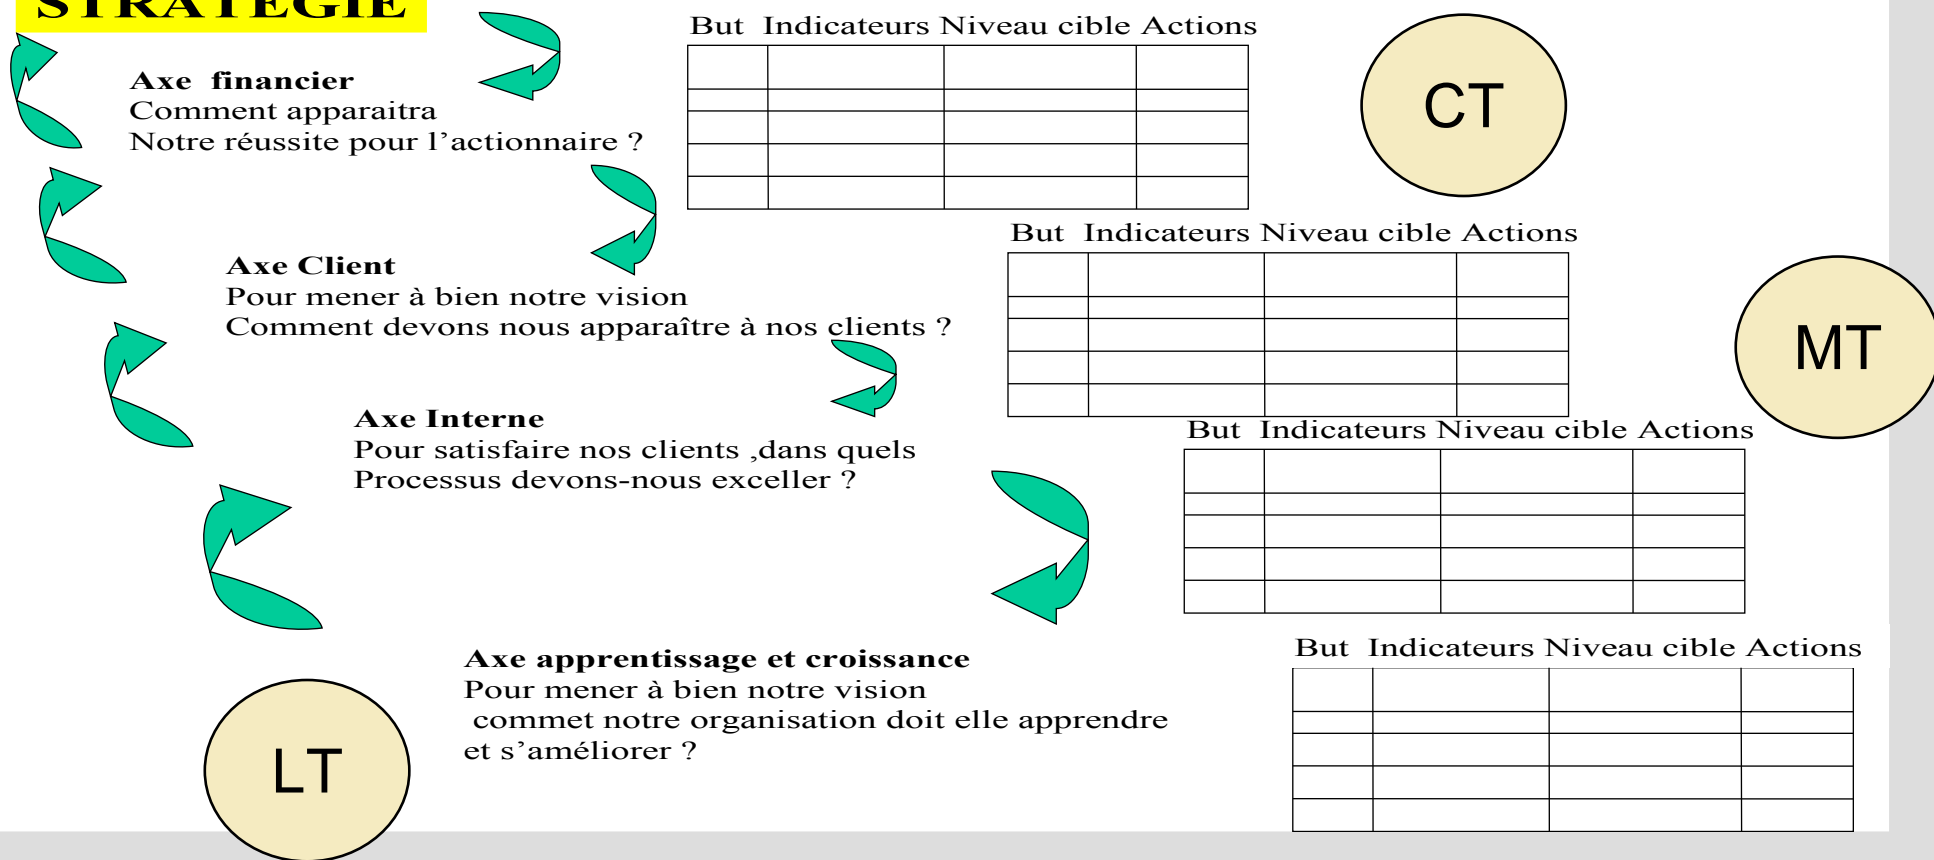 STRATEGIE
But Indicateurs Niveau cible Actions
Axe financier
Comment apparaitra
Notre réussite pour l'actionnaire ?
CT
But Indicateurs Niveau cible Actions
Axe Client
Pour mener à bien notre vision
Comment devons nous apparaître à nos clients ?
MT
Axe Interne
Pour satisfaire nos clients ,dans quels
Processus devons-nous exceller ?
But Indicateurs Niveau cible Actions
Axe apprentissage et croissance
Pour mener à bien notre vision
commet notre organisation doit elle apprendre
et s'améliorer ?
But Indicateurs Niveau cible Actions
LT